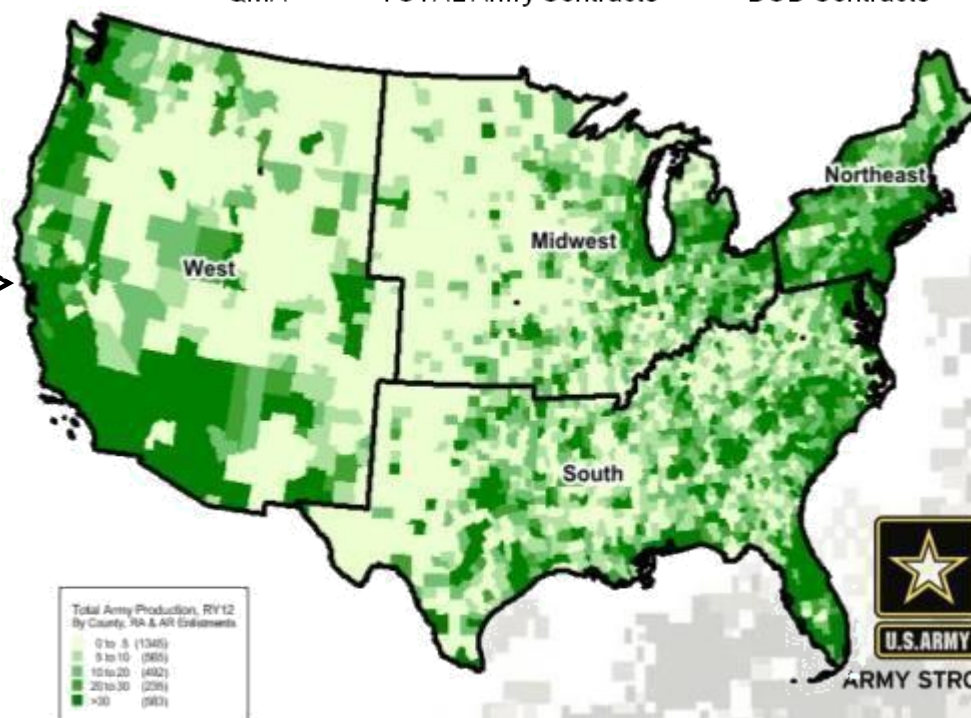 Northeast
Midwest
West
South
Total Army Production, RY12
By County, RA & AR Enlistments
0 to 5 (1345)
5 to 10 (565)
10 to 20 (492)
20 to 30 (235)
>30 (583)
U.S.ARMY
ARMY STRO